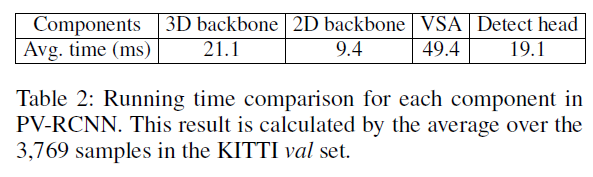 Components 3D backbone 2D backbone VSA Detect head
Avg. time (ms) 21.1 9.4 49.4 19.1
Table 2: Running time comparison for each component in
PV-RCNN. This result is calculated by the average over the
3,769 samples in the KITTI val set.